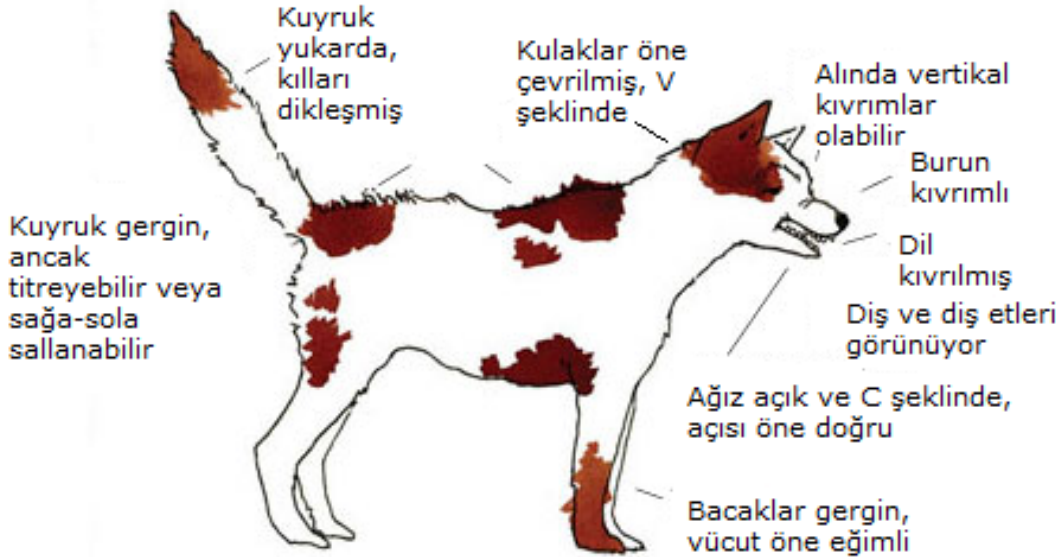 Kuyruk
yukarda,
kılları
dikleşmiş
Kulaklar öne
çevrilmiş, V
şeklinde
Alında vertikal
kıvrımlar
olabilir
Burun
kıvrımlı
Dil
kıvrılmış
Diş ve diş etleri
görünüyor
Kuyruk gergin,
ancak
titreyebilir veya
sağa-sola
sallanabilir
Ağız açık ve C şeklinde,
açısı öne doğru
Bacaklar gergin,
vücut öne eğimli